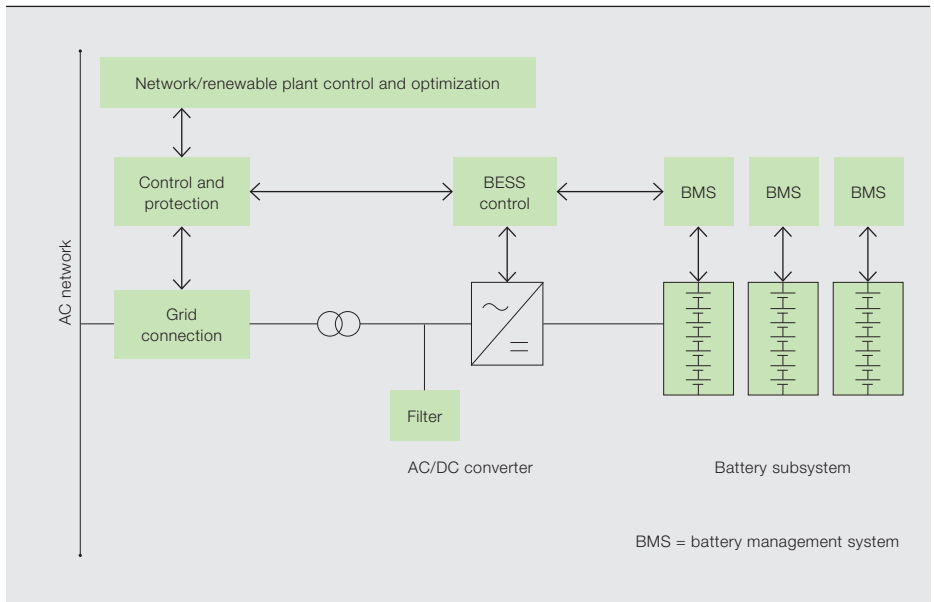 Network/renewable plant control and optimization
Control and
protection
BESS
control
BMS
BMS
BMS
AC network
Grid
connection
Filter
AC/DC converter
Battery subsystem
BMS = battery management system